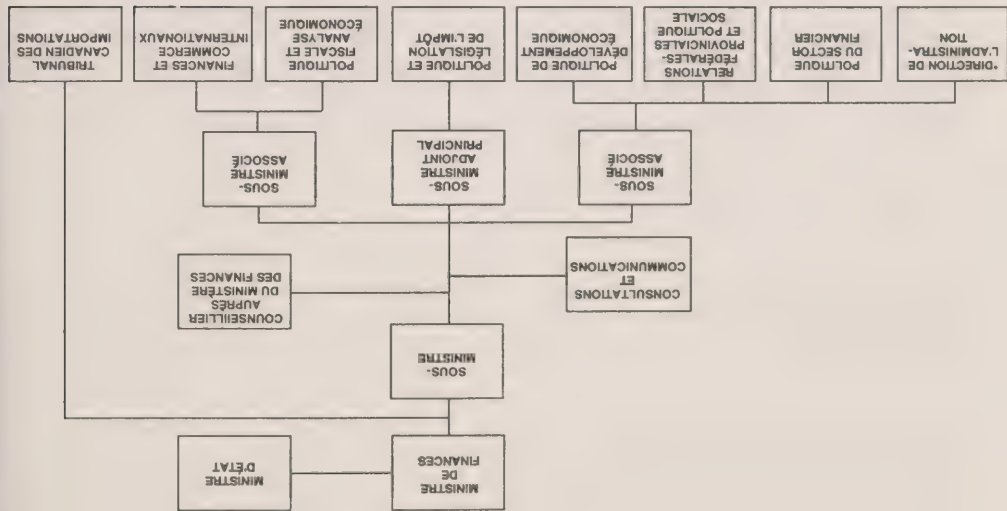 MINISTRE
DE
FINANCES
MINISTRE
D'ÉTAT
SOUS-
MINISTRE
CONSULTATIONS
ET
COMMUNICATIONS
COUNSEIILLER
AUPRÉS
DU MINISTÈRE
DES FINANCES
SOUS-
MINISTRE
ASSOCIÉ
SOUS-
MINISTRE
ADJOINT
PRINCIPAL
SOUS-
MINISTRE
ASSOCIÉ
*DIRECTION DE
L'ADMINISTRA-
TION
POLITIQUE
DU SECTOR
FINANCIER
RELATIONS
FÉDÉRALES-
PROVINCIALES
ET POLITIQUE
SOCIALE
POLITIQUE DE
DÉVELOPPEMENT
ÉCONOMIQUE
POLITIQUE ET
LÉGISLATION
DE L'IMPÔT
POLITIQUE
FISCALE ET
ANALYSE
ÉCONOMIQUE
FINANCES ET
COMMERCE
INTERNATIONAUX
TRIBUNAL
CANADIEN DES
IMPORTATIONS